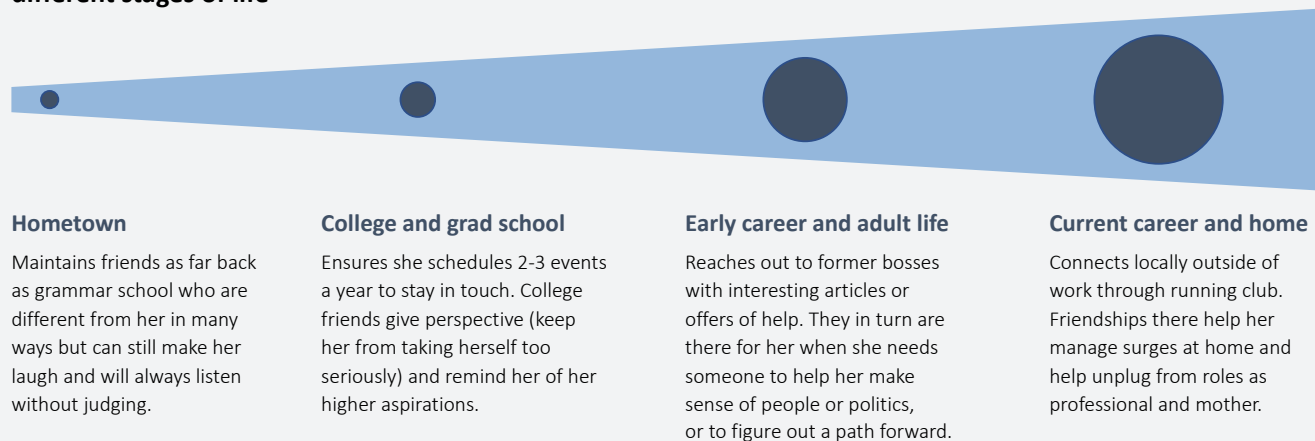 different stages of life
Hometown
Maintains friends as far back
as grammar school who are
different from her in many
ways but can still make her
laugh and will always listen
without judging.
College and grad school
Ensures she schedules 2-3 events
a year to stay in touch. College
friends give perspective (keep
her from taking herself too
seriously) and remind her of her
higher aspirations.
Early career and adult life
Reaches out to former bosses
with interesting articles or
offers of help. They in turn are
there for her when she needs
someone to help her make
sense of people or politics,
or to figure out a path forward.
Current career and home
Connects locally outside of
work through running club.
Friendships there help her
manage surges at home and
help unplug from roles as
professional and mother.